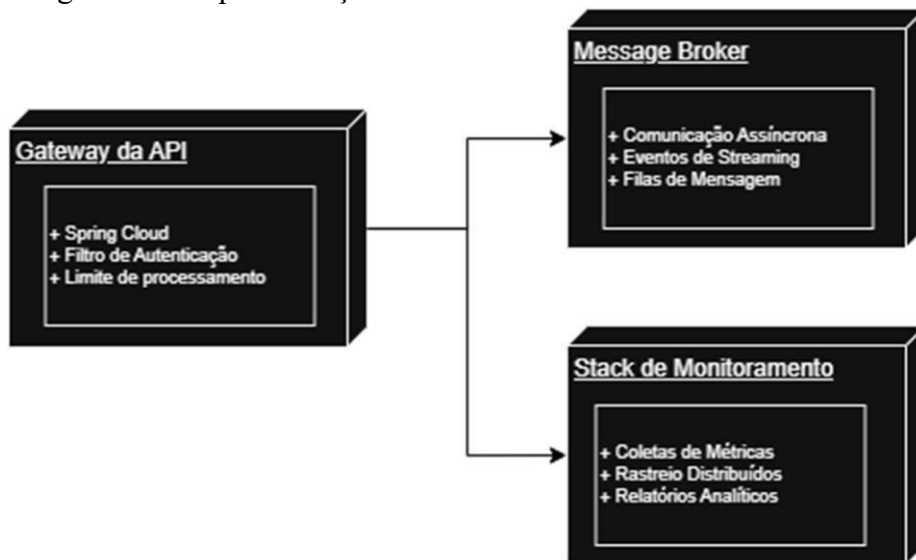 Gateway da API
+ Spring Cloud
+ Filtro de Autenticação
+ Limite de processamento
Message Broker
+ Comunicação Assíncrona
+ Eventos de Streaming
+ Filas de Mensagem
Stack de Monitoramento
+ Coletas de Métricas
+ Rastreio Distribuídos
+ Relatórios Analíticos